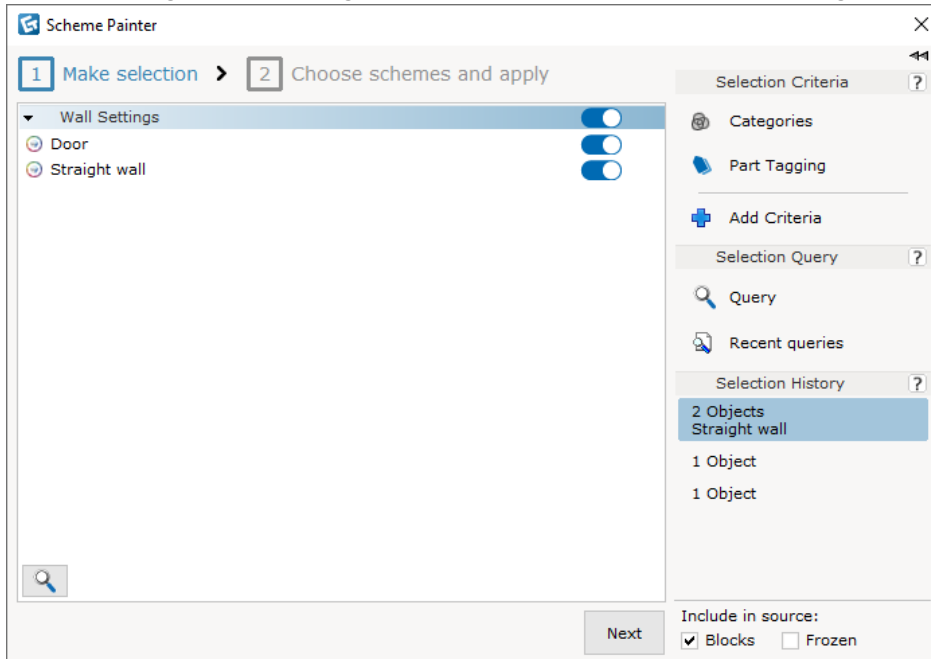 Scheme Painter
1 Make selection > 2 Choose schemes and apply
Wall Settings
Door
Straight wall
Next
Selection Criteria ?
Categories
Part Tagging
Add Criteria
Selection Query ?
Query
Recent queries
Selection History ?
2 Objects
Straight wall
1 Object
1 Object
Include in source:
Blocks Frozen